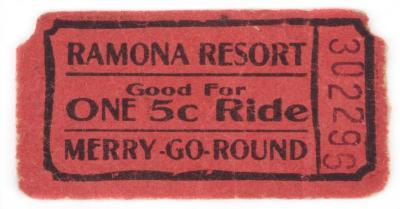 RAMONA RESORT
Good For
ONE 5c Ride
MERRY-GO-ROUND
302296